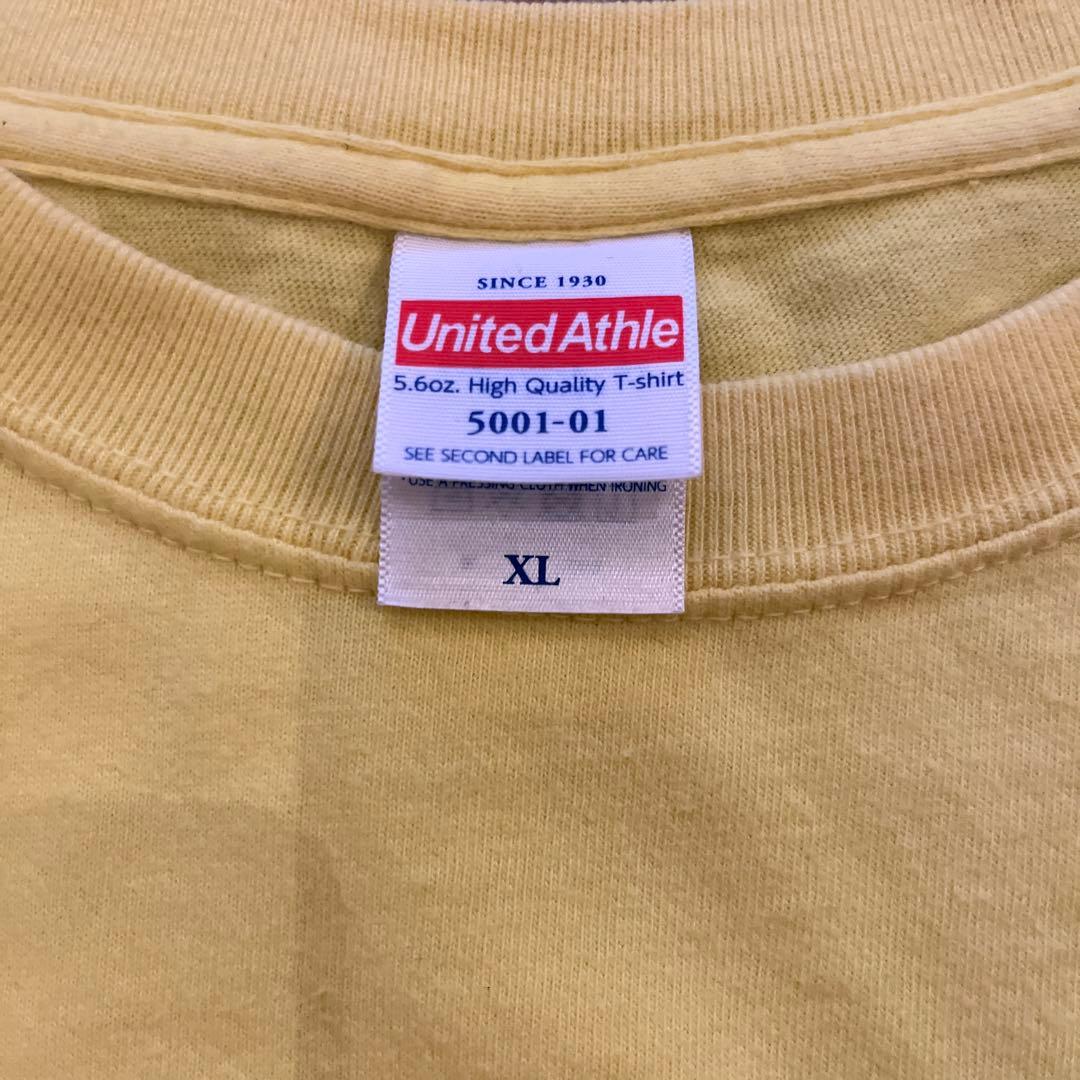 SINCE 1930
United Athle
5.6oz. High Quality T-shirt
5001-01
SEE SECOND LABEL FOR CARE
*USE A PRESSING CLOTH WHEN IRONING
XL